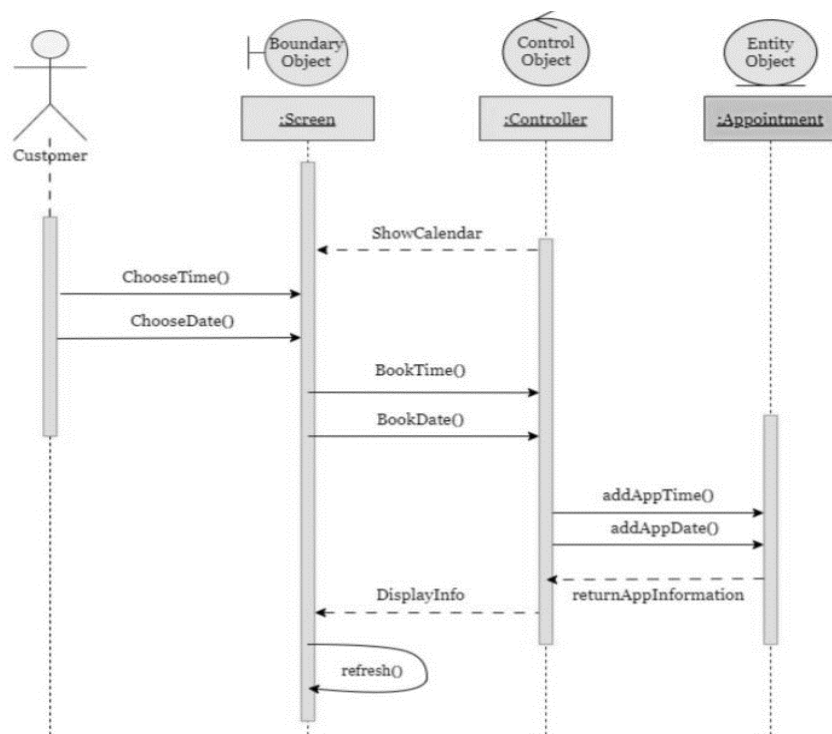 Boundary
Object
Control
Object
Entity
Object
:Screen
:Controller
:Appointment
Customer
ShowCalendar
ChooseTime()
ChooseDate()
BookTime()
BookDate()
addAppTime()
addAppDate()
returnAppInformation
DisplayInfo
refresh()